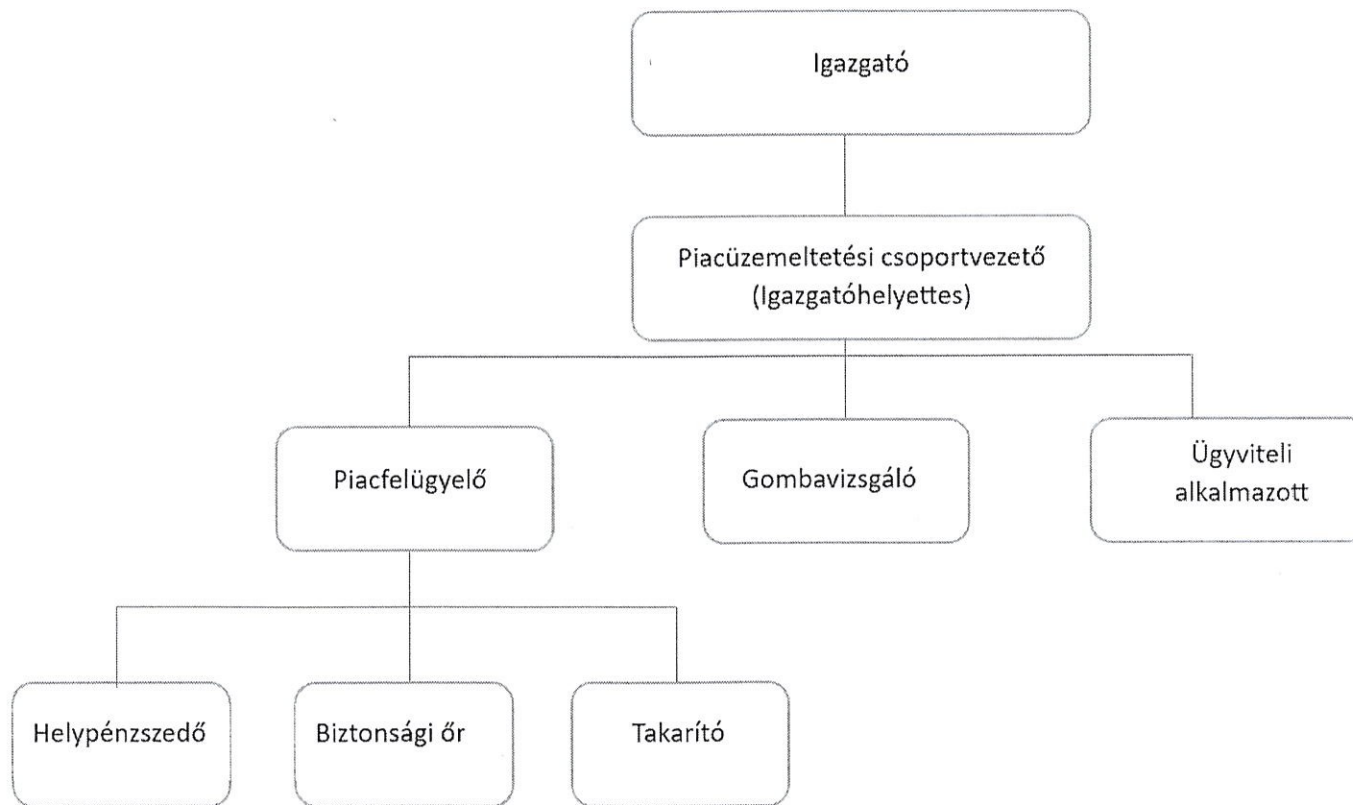 Igazgató
Piacüzemeltetési csoportvezető
(Igazgatóhelyettes)
Piacfelügyelő
Gombavizsgáló
Ügyviteli
alkalmazott
Helypénzszedő
Biztonsági őr
Takarító